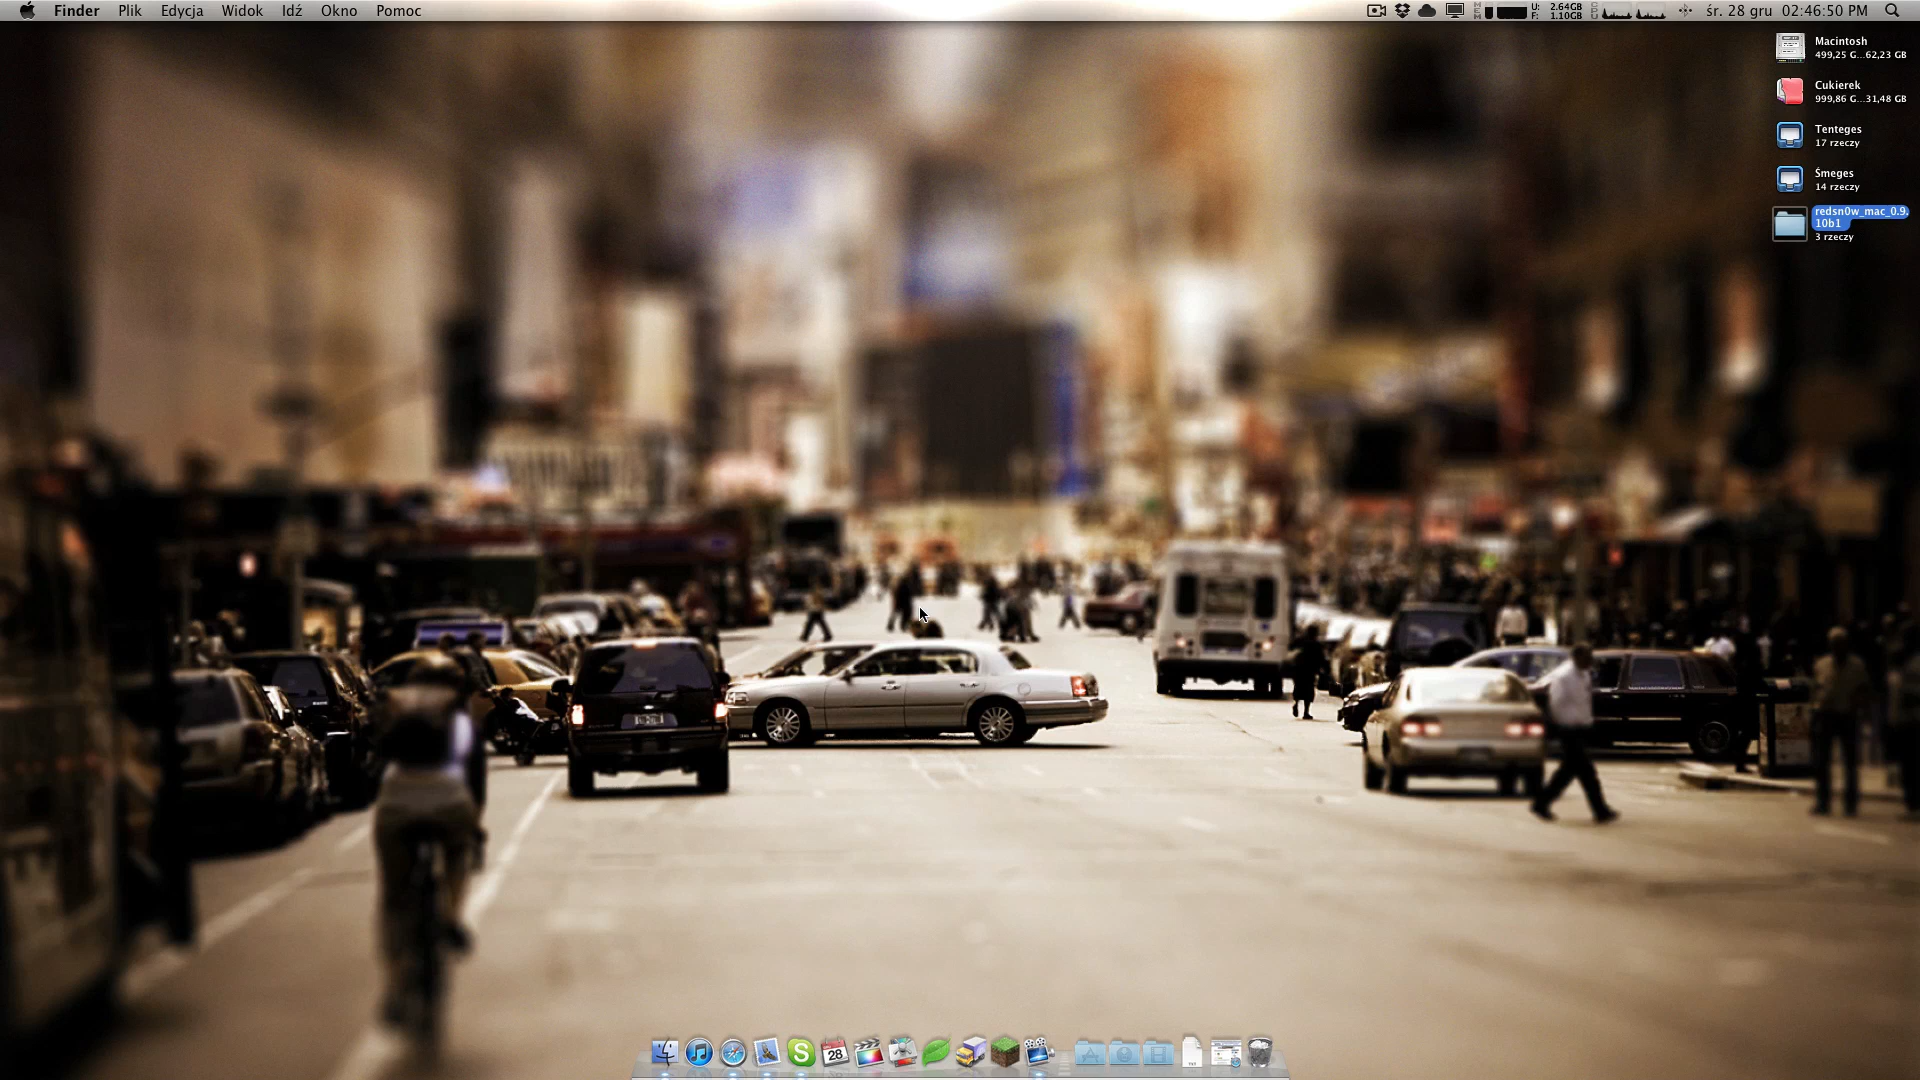 Finder Plik Edycja Widok Idź Okno Pomoc
U: 2.64GB
F: 1.10GB
śr. 28 gru 02:46:50 PM
Macintosh
499,25 G...62,23 GB
Cukierek
999,86 G...31,48 GB
Tenteges
17 rzeczy
Śmeges
14 rzeczy
redsn0w_mac_0.9.
10b1
3 rzeczy
28